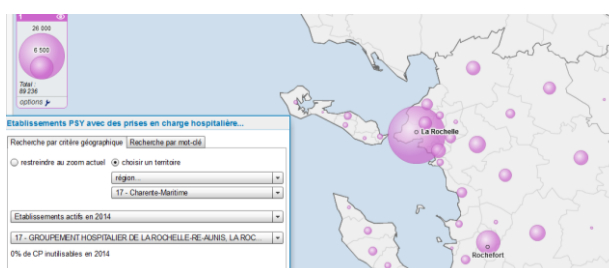 1
26 000
6 500
Total :
89 236
options
Etablissements PSY avec des prises en charge hospitalière...
Recherche par critère géographique Recherche par mot-clé
restreindre au zoom actuel choisir un territoire
région...
17 - Charente-Maritime
Etablissements actifs en 2014
17 - GROUPEMENT HOSPITALIER DE LA ROCHELLE-RE-AUNIS, LA ROC...
0% de CP inutilisables en 2014
La Rochelle
Rochefort